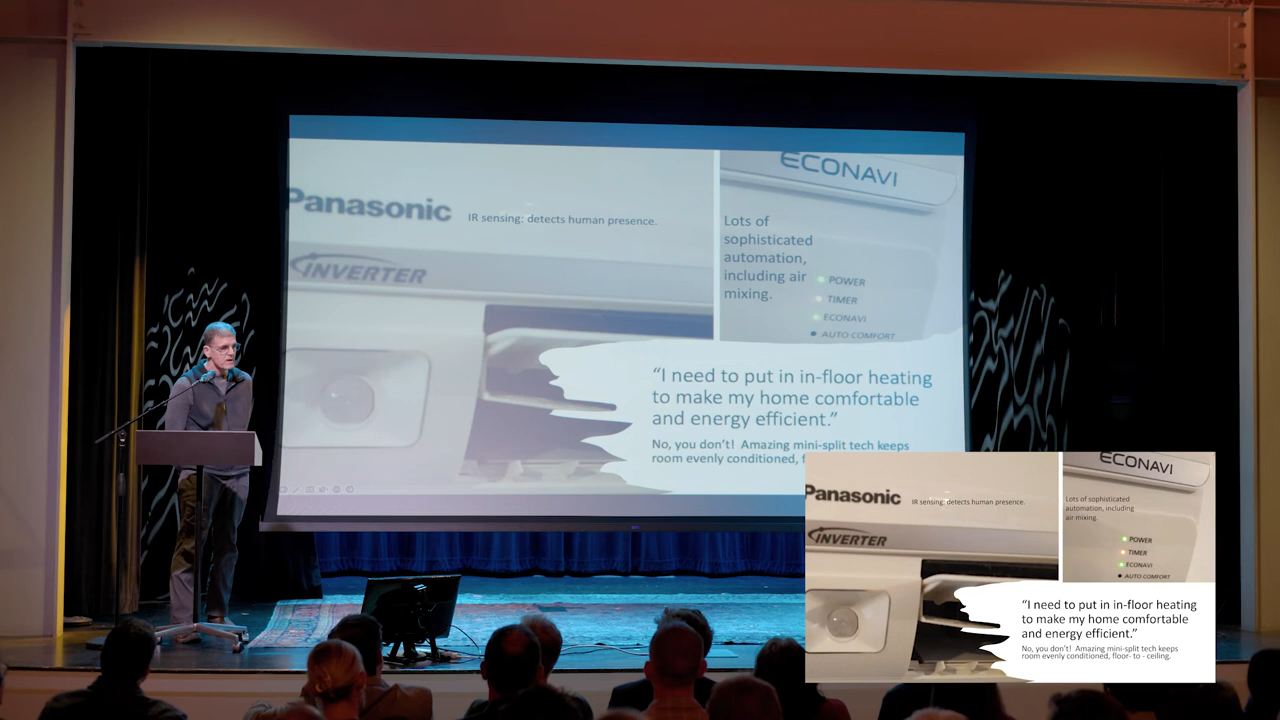 Panasonic
IR sensing: detects human presence.
INVERTER
ECONAVI
Lots of
sophisticated
automation,
including air
mixing.
POWER
TIMER
ECONAVI
AUTO COMFORT
“I need to put in in-floor heating
to make my home comfortable
and energy efficient.”
No, you don’t! Amazing mini-split tech keeps
room evenly conditioned, f
Panasonic
IR sensing: detects human presence.
INVERTER
ECONAVI
Lots of sophisticated
automation, including
air mixing.
POWER
TIMER
ECONAVI
AUTO COMFORT
“I need to put in in-floor heating
to make my home comfortable
and energy efficient.”
No, you don’t! Amazing mini-split tech keeps
room evenly conditioned, floor- to - ceiling.